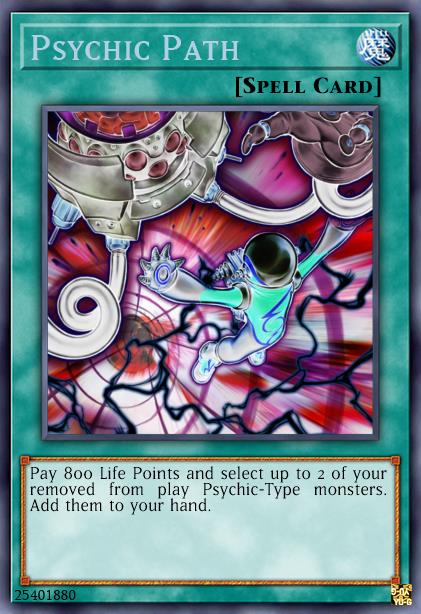 Psychic Path
魔
[Spell Card]
Pay 800 Life Points and select up to 2 of your
removed from play Psychic-Type monsters.
Add them to your hand.
25401880